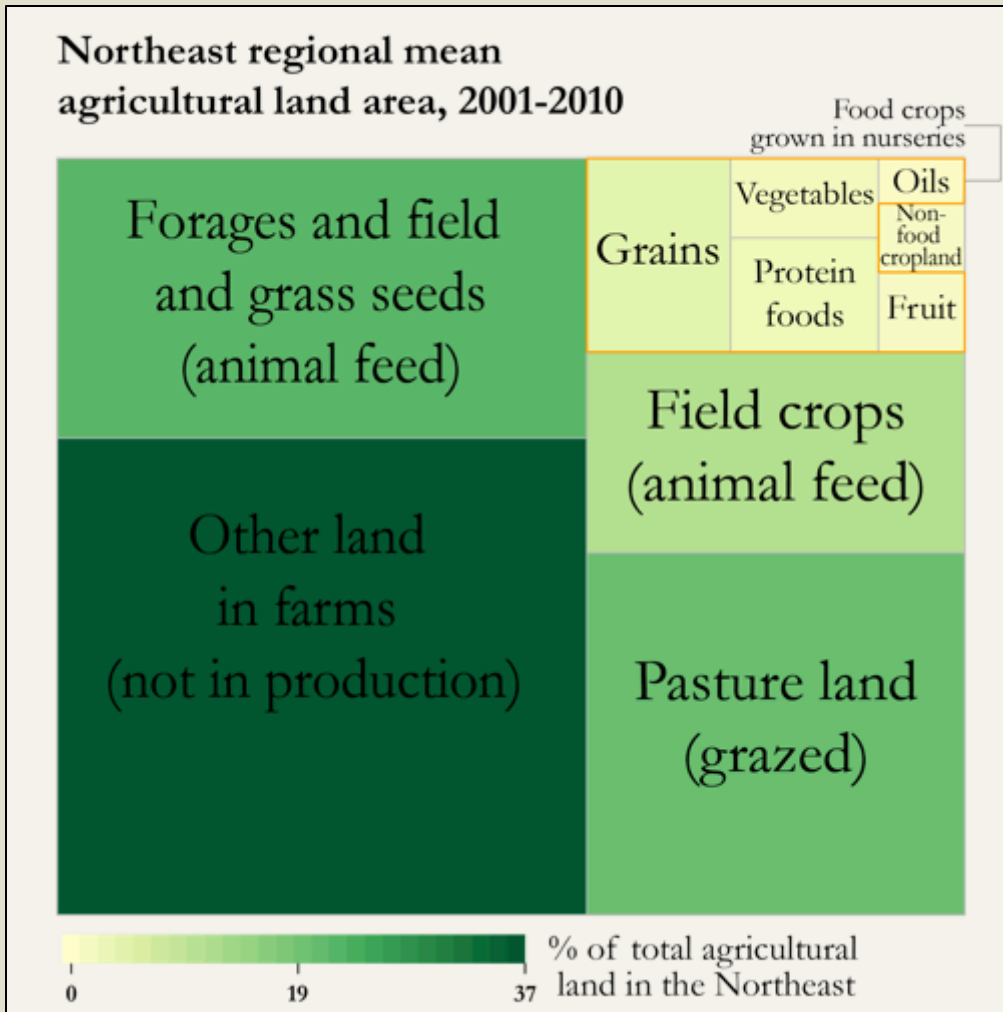 Northeast regional mean
agricultural land area, 2001-2010
Food crops
grown in nurseries
Forages and field
and grass seeds
(animal feed)
Grains
Vegetables
Protein
foods
Oils
Non-
food
cropland
Fruit
Field crops
(animal feed)
Other land
in farms
(not in production)
Pasture land
(grazed)
0
19
37
% of total agricultural
land in the Northeast